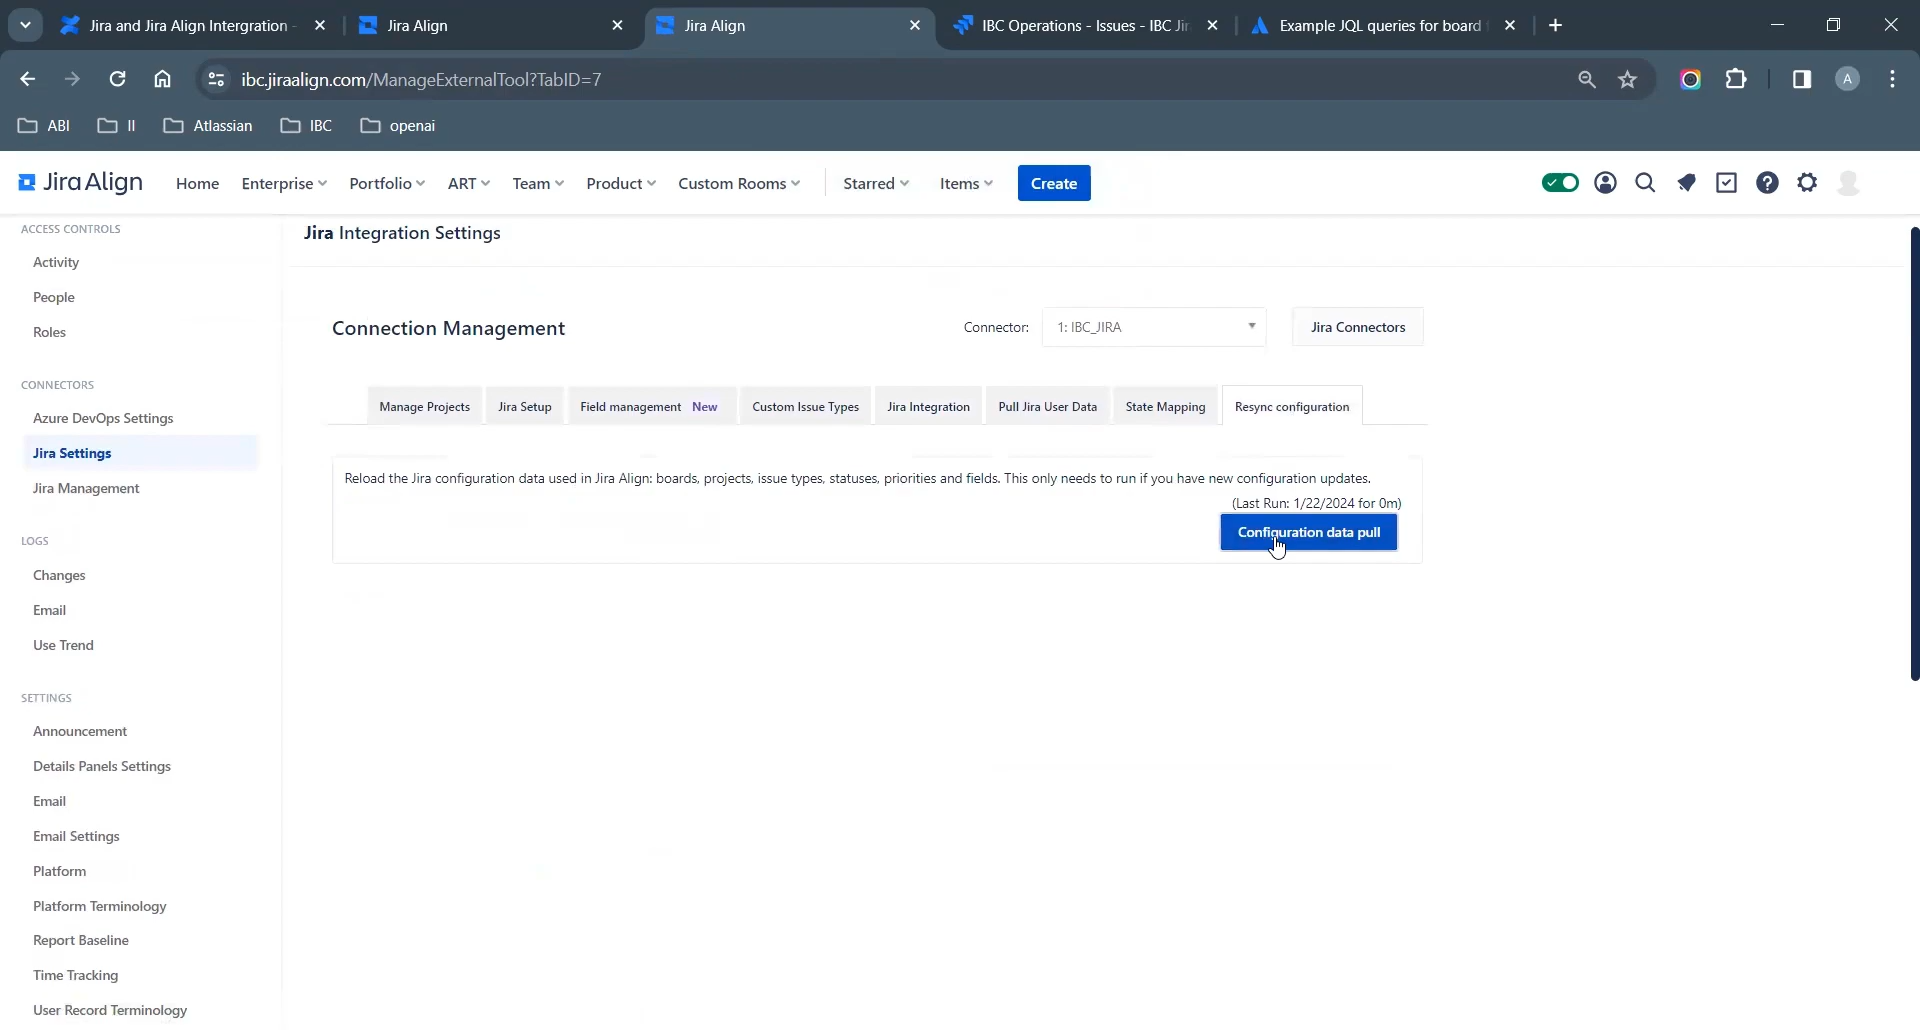 Jira and Jira Align Intergration -
Jira Align
Jira Align
IBC Operations - Issues - IBC Jir
Example JQL queries for board f
ibc.jiraalign.com/ManageExternalTool?TabID=7
A
ABI
II
Atlassian
IBC
openai
Jira Align
Home
Enterprise
Portfolio
ART
Team
Product
Custom Rooms
Starred
Items
Create
ACCESS CONTROLS
Activity
People
Roles
CONNECTORS
Azure DevOps Settings
Jira Settings
Jira Management
LOGS
Changes
Email
Use Trend
SETTINGS
Announcement
Details Panels Settings
Email
Email Settings
Platform
Platform Terminology
Report Baseline
Time Tracking
User Record Terminology
Jira Integration Settings
Connection Management
Connector:
1: IBC_JIRA
Jira Connectors
Manage Projects
Jira Setup
Field management New
Custom Issue Types
Jira Integration
Pull Jira User Data
State Mapping
Resync configuration
Reload the Jira configuration data used in Jira Align: boards, projects, issue types, statuses, priorities and fields. This only needs to run if you have new configuration updates.
(Last Run: 1/22/2024 for 0m)
Configuration data pull